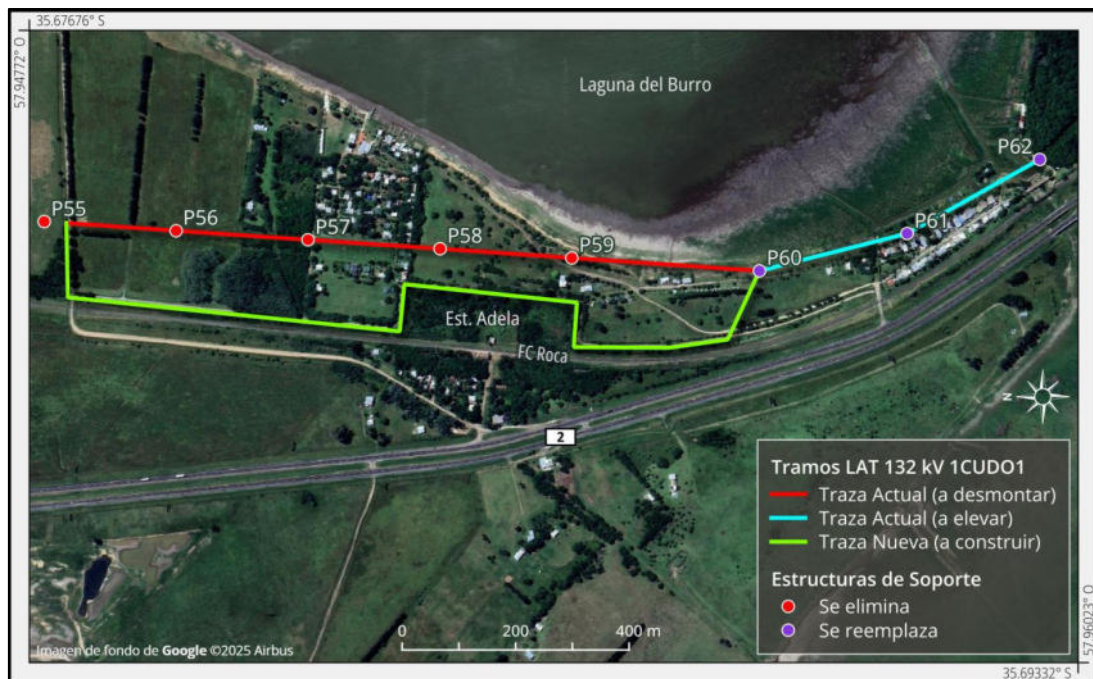 35.67676° S
57.94772° O
Laguna del Burro
P62
P55
P56
P57
P58
P59
P60
P61
Est. Adela
FC Roca
N
2
Tramos LAT 132 kV 1CUDO1
Traza Actual (a desmontar)
Traza Actual (a elevar)
Traza Nueva (a construir)
Estructuras de Soporte
Se elimina
Se reemplaza
0 200 400 m
Imagen de fondo de Google ©2025 Airbus
57.96023° O
35.69332° S